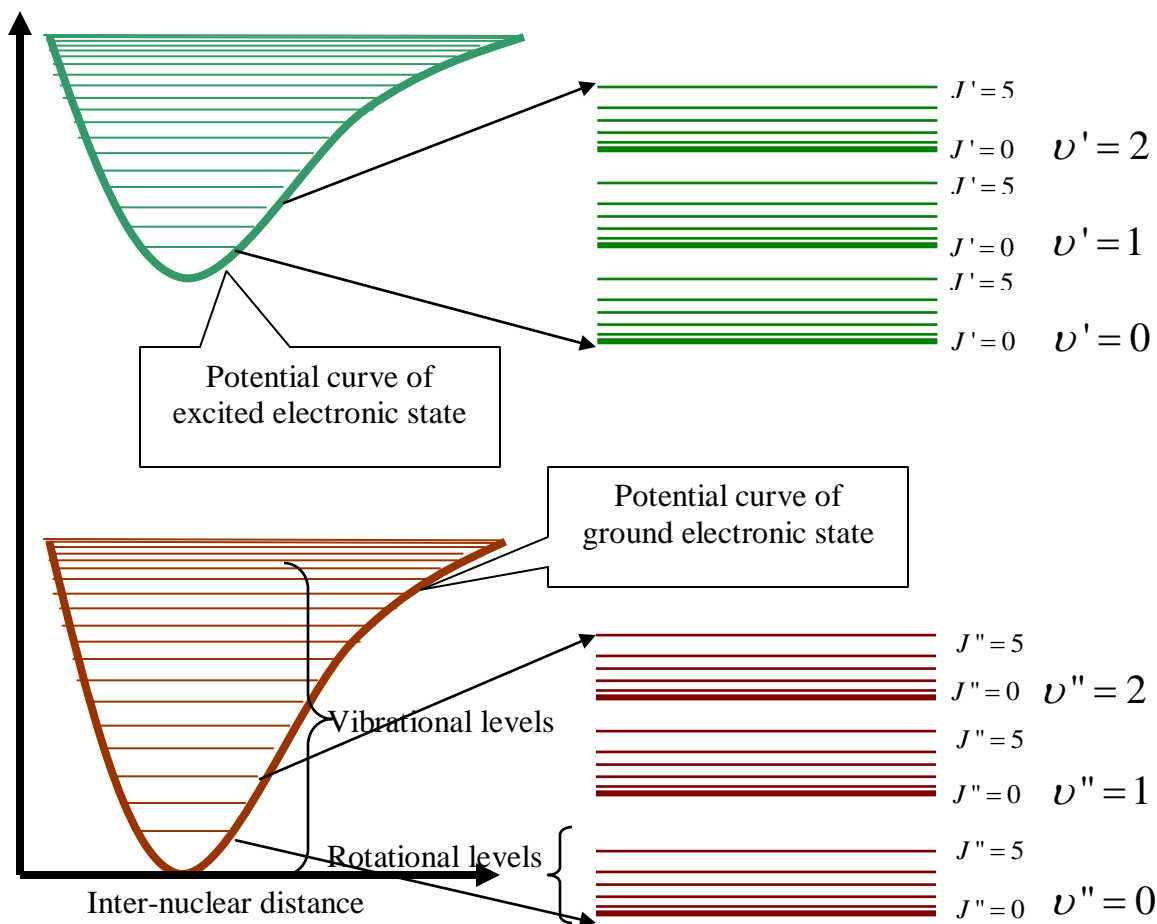 J'=5
J'=0 υ'=2
J'=5
J'=0 υ'=1
J'=5
J'=0 υ'=0
Potential curve of
excited electronic state
Potential curve of
ground electronic state
J"=5
J"=0 υ"=2
Vibrational levels
J"=5
J"=0 υ"=1
Rotational levels
J"=5
J"=0 υ"=0
Inter-nuclear distance